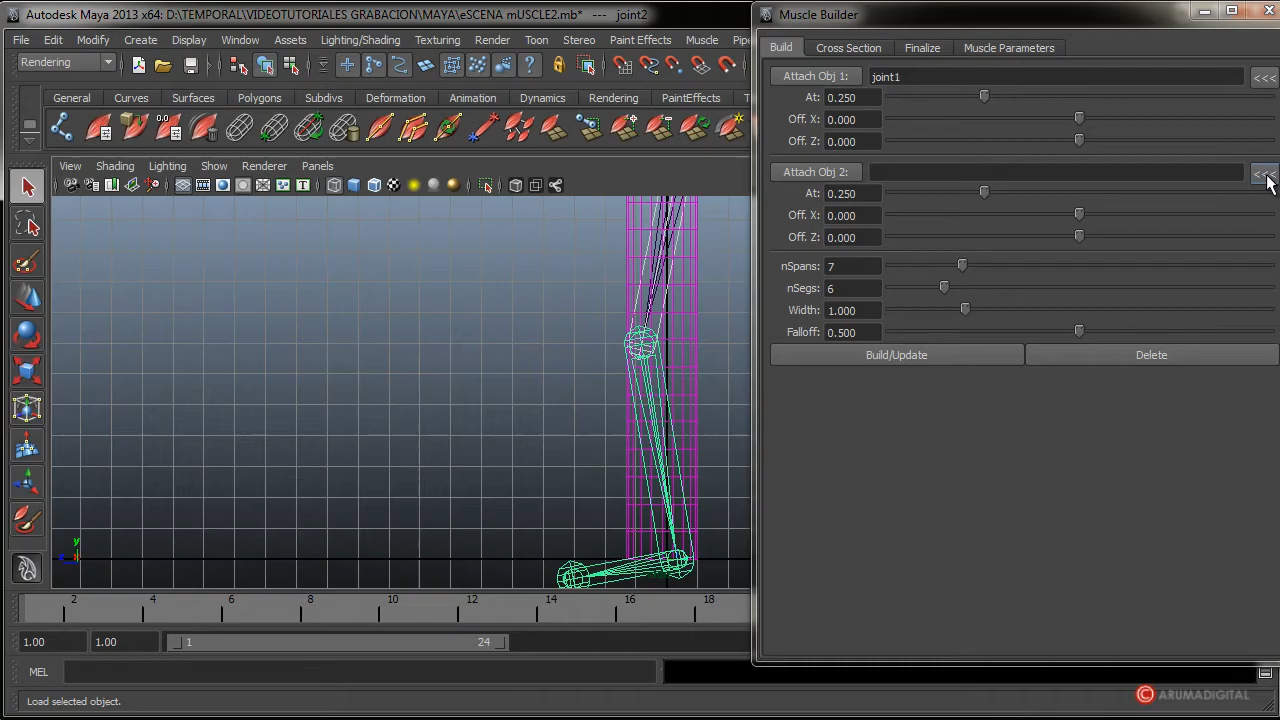 Autodesk Maya 2013 x64: D:\TEMPORAL\VIDEOTUTORIALES GRABACION\MAYA\eSCENA mUSCLE2.mb* --- joint2
File Edit Modify Create Display Window Assets Lighting/Shading Texturing Render Toon Stereo Paint Effects Muscle
Rendering
General Curves Surfaces Polygons Subdivs Deformation Animation Dynamics Rendering PaintEffects
0.0
View Shading Lighting Show Renderer Panels
y
2 4 6 8 10 12 14 16 18
1.00 1.00 1 24
MEL
Load selected object.
Muscle Builder
Build Cross Section Finalize Muscle Parameters
Attach Obj 1: joint1 <<<
At: 0.250
Off. X: 0.000
Off. Z: 0.000
Attach Obj 2: <<<
At: 0.250
Off. X: 0.000
Off. Z: 0.000
nSpans: 7
nSegs: 6
Width: 1.000
Falloff: 0.500
Build/Update Delete
© ARUMADIGITAL